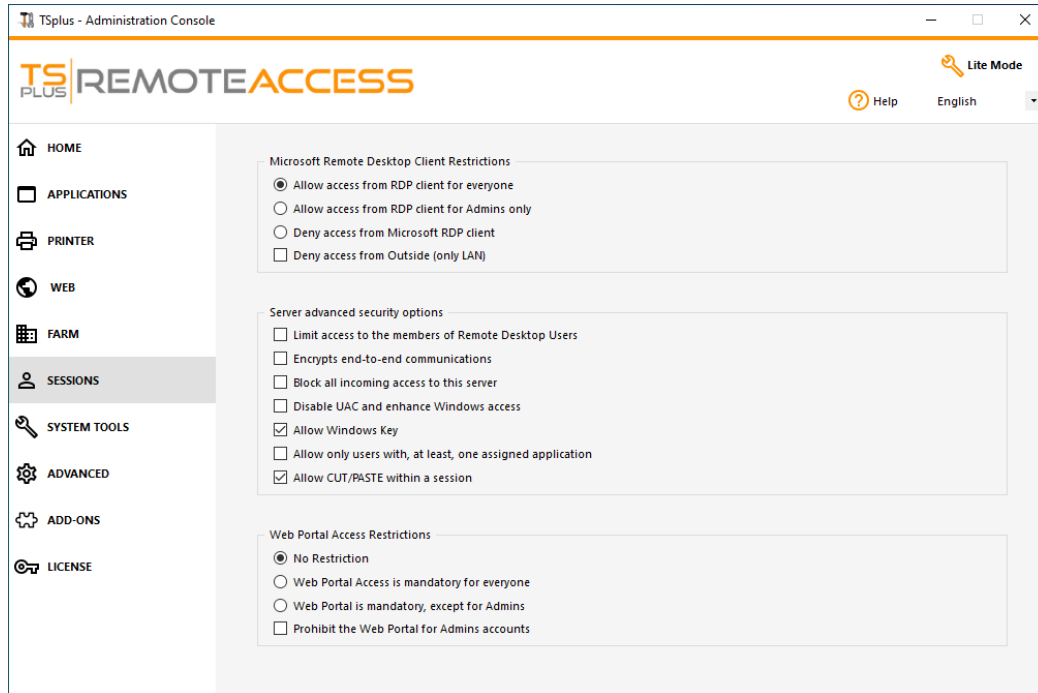 TSplus - Administration Console
TS PLUS REMOTEACCESS
Lite Mode
Help
English
HOME
APPLICATIONS
PRINTER
WEB
FARM
SESSIONS
SYSTEM TOOLS
ADVANCED
ADD-ONS
LICENSE
Microsoft Remote Desktop Client Restrictions
Allow access from RDP client for everyone
Allow access from RDP client for Admins only
Deny access from Microsoft RDP client
Deny access from Outside (only LAN)
Server advanced security options
Limit access to the members of Remote Desktop Users
Encrypts end-to-end communications
Block all incoming access to this server
Disable UAC and enhance Windows access
Allow Windows Key
Allow only users with, at least, one assigned application
Allow CUT/PASTE within a session
Web Portal Access Restrictions
No Restriction
Web Portal Access is mandatory for everyone
Web Portal is mandatory, except for Admins
Prohibit the Web Portal for Admins accounts